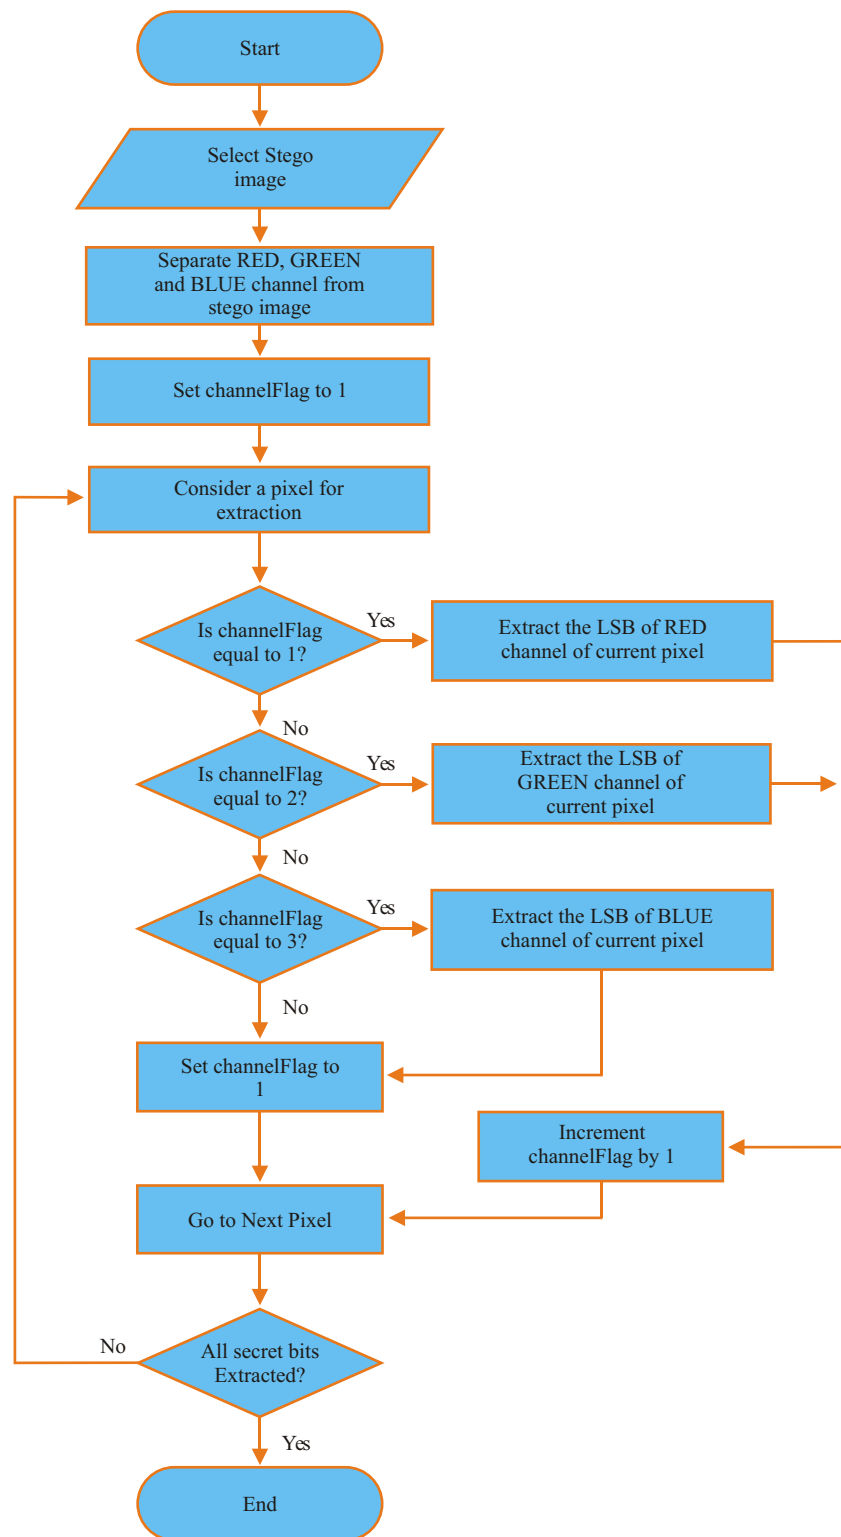 Start
Select Stego
image
Separate RED, GREEN
and BLUE channel from
stego image
Set channelFlag to 1
Consider a pixel for
extraction
Is channelFlag
equal to 1?
Yes
Extract the LSB of RED
channel of current pixel
No
Is channelFlag
equal to 2?
Yes
Extract the LSB of
GREEN channel of
current pixel
No
Is channelFlag
equal to 3?
Yes
Extract the LSB of BLUE
channel of current pixel
No
Set channelFlag to
1
Increment
channelFlag by 1
Go to Next Pixel
No
All secret bits
Extracted?
Yes
End